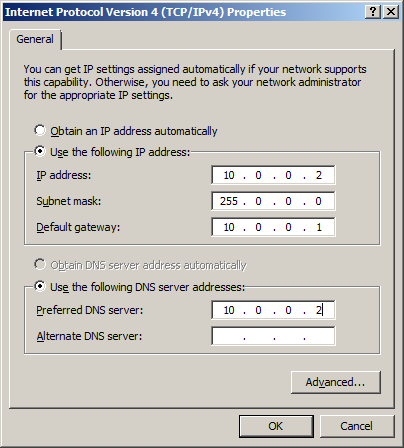 Internet Protocol Version 4 (TCP/IPv4) Properties
General
You can get IP settings assigned automatically if your network supports
this capability. Otherwise, you need to ask your network administrator
for the appropriate IP settings.
Obtain an IP address automatically
Use the following IP address:
IP address: 10 . 0 . 0 . 2
Subnet mask: 255 . 0 . 0 . 0
Default gateway: 10 . 0 . 0 . 1
Obtain DNS server address automatically
Use the following DNS server addresses:
Preferred DNS server: 10 . 0 . 0 . 2
Alternate DNS server: . . .
Advanced...
OK Cancel